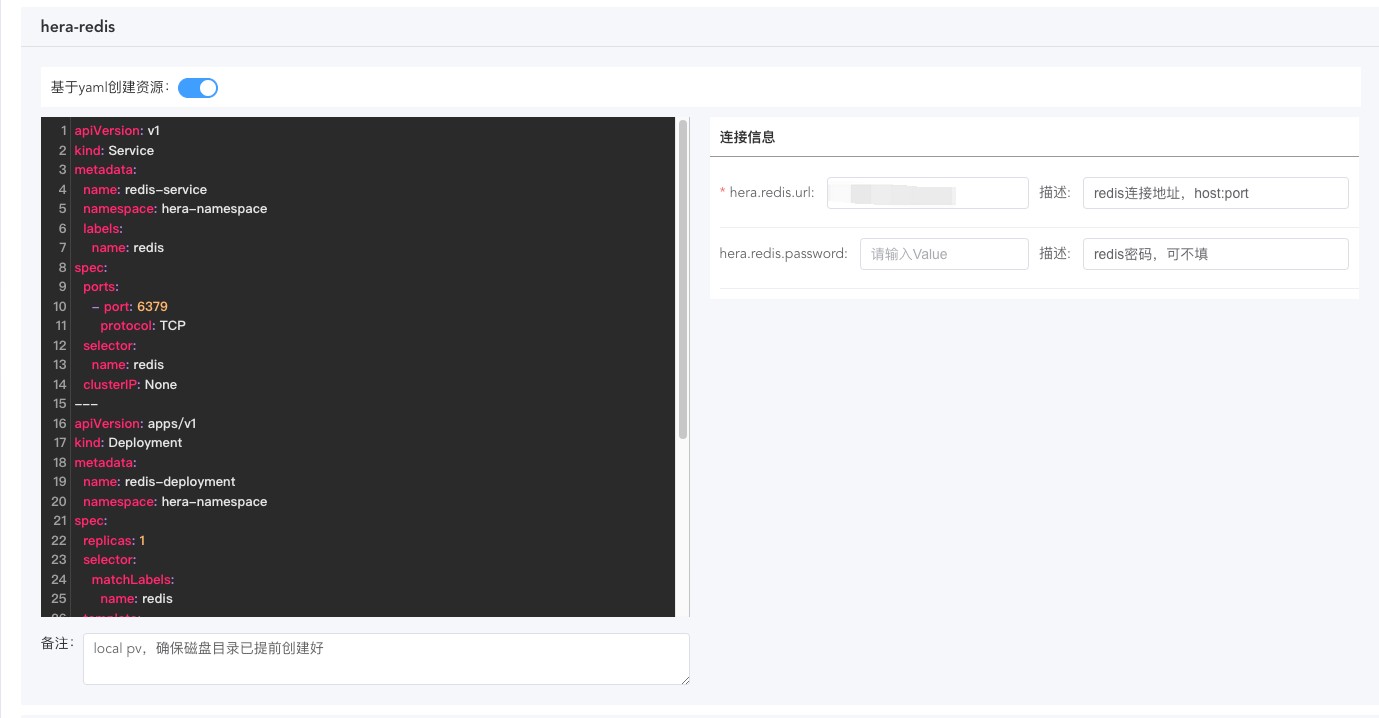 hera-redis
基于yaml创建资源：
1 apiVersion: v1
2 kind: Service
3 metadata:
4   name: redis-service
5   namespace: hera-namespace
6   labels:
7     name: redis
8 spec:
9   ports:
10     - port: 6379
11       protocol: TCP
12   selector:
13     name: redis
14   clusterIP: None
15 ---
16 apiVersion: apps/v1
17 kind: Deployment
18 metadata:
19   name: redis-deployment
20   namespace: hera-namespace
21 spec:
22   replicas: 1
23   selector:
24     matchLabels:
25       name: redis
备注： local pv，确保磁盘目录已提前创建好
连接信息
* hera.redis.url: 描述: redis连接地址，host:port
hera.redis.password: 请输入Value 描述: redis密码，可不填